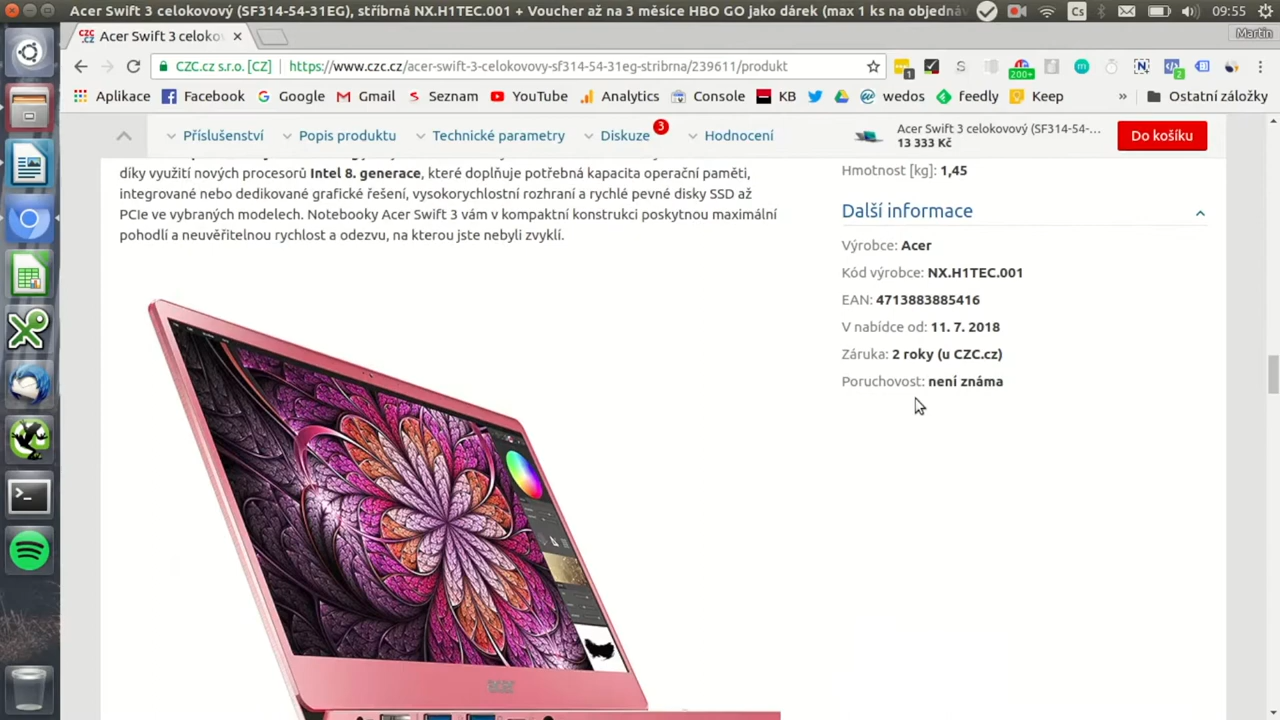 Acer Swift 3 celokovový (SF314-54-31EG), stříbrná NX.H1TEC.001 + Voucher až na 3 měsíce HBO GO jako dárek (max 1 ks na objedn
Cs
09:55
CZC.CZ
Acer Swift 3 celoko
Martin
CZC.cz s.r.o. [CZ]
https://www.czc.cz/acer-swift-3-celokovovy-sf314-54-31eg-stribrna/239611/produkt
1
200+
2
Aplikace
Facebook
Google
Gmail
Seznam
YouTube
Analytics
Console
KB
wedos
feedly
Keep
»
Ostatní záložky
Příslušenství
Popis produktu
Technické parametry
Diskuze
3
Hodnocení
Acer Swift 3 celokovový (SF314-54-...
13 333 Kč
Do košíku
díky využití nových procesorů Intel 8. generace, které doplňuje potřebná kapacita operační paměti,
integrované nebo dedikované grafické řešení, vysokorychlostní rozhraní a rychlé pevné disky SSD až
PCIe ve vybraných modelech. Notebooky Acer Swift 3 vám v kompaktní konstrukci poskytnou maximální
pohodlí a neuvěřitelnou rychlost a odezvu, na kterou jste nebyli zvyklí.
Hmotnost [kg]: 1,45
Další informace
Výrobce: Acer
Kód výrobce: NX.H1TEC.001
EAN: 4713883885416
V nabídce od: 11. 7. 2018
Záruka: 2 roky (u CZC.cz)
Poruchovost: není známa
acer